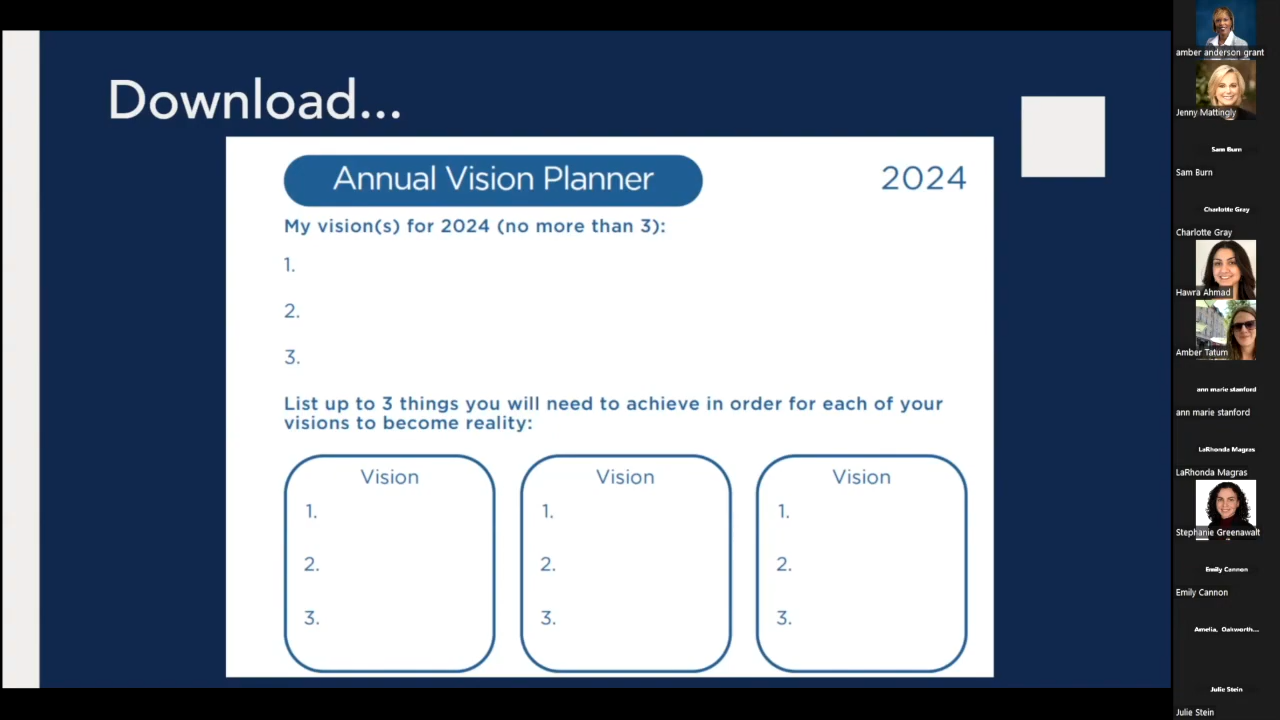 Download...
Annual Vision Planner
2024
My vision(s) for 2024 (no more than 3):
1.
2.
3.
List up to 3 things you will need to achieve in order for each of your
visions to become reality:
Vision
1.
2.
3.
Vision
1.
2.
3.
Vision
1.
2.
3.
amber anderson grant
Jenny Mattingly
Sam Burn
Sam Burn
Charlotte Gray
Charlotte Gray
Hawra Ahmad
Amber Tatum
ann marie stanford
ann marie stanford
LaRhonda Magras
LaRhonda Magras
Stephanie Greenawalt
Emily Cannon
Emily Cannon
Amelia, Oakworth...
Julie Stein
Julie Stein